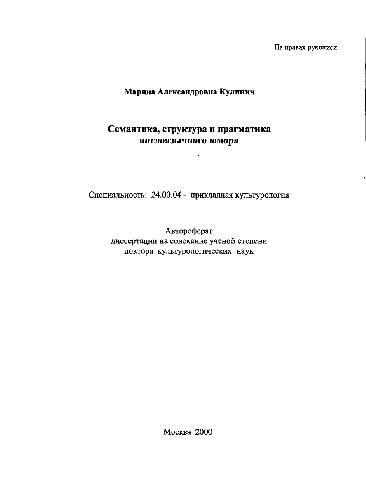 На правах рукописи
Марина Александровна Кулинич
Семантика, структура и прагматика
англоязычного юмора
Специальность: 24.00.04 - прикладная культурология
Автореферат
диссертации на соискание ученой степени
доктора культурологических наук
Москва 2000